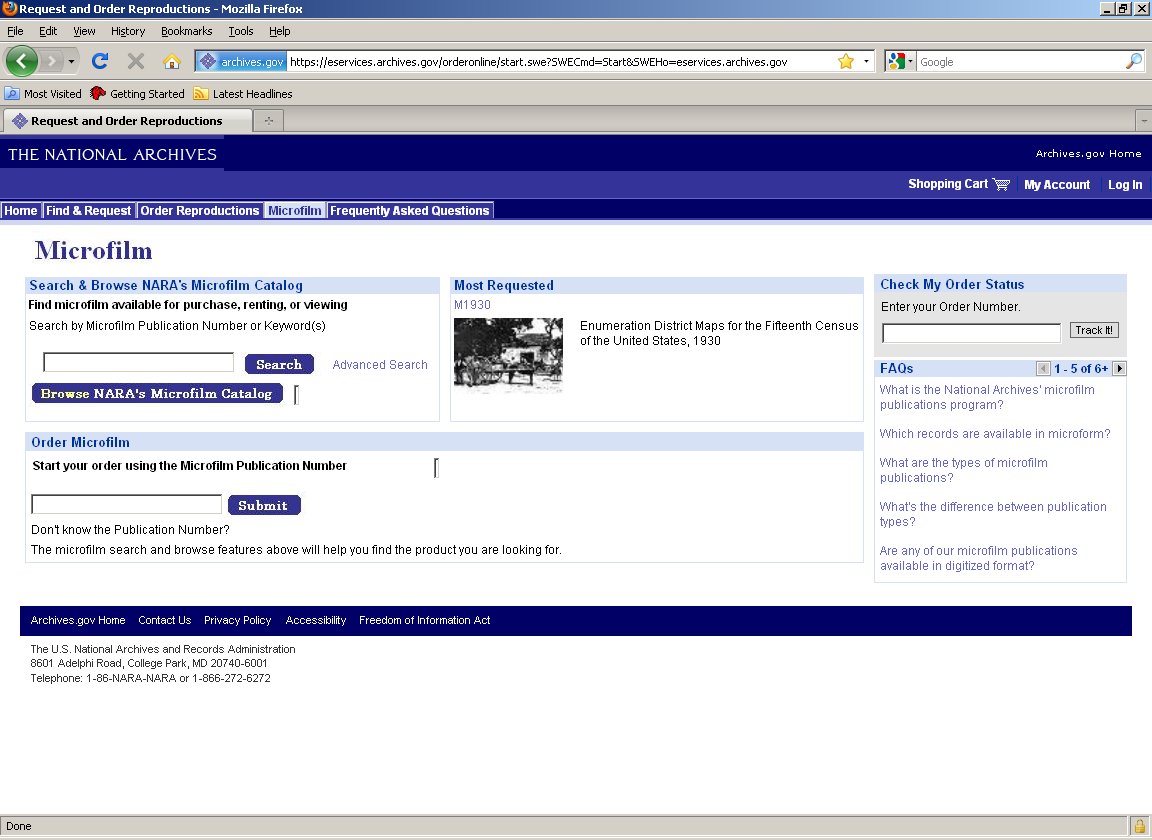 Request and Order Reproductions - Mozilla Firefox
File Edit View History Bookmarks Tools Help
archives.gov https://eservices.archives.gov/orderonline/start.swe?SWECmd=Start&SWEHo=eservices.archives.gov Google
Most Visited Getting Started Latest Headlines
Request and Order Reproductions
THE NATIONAL ARCHIVES
Archives.gov Home
Shopping Cart My Account Log In
Home Find & Request Order Reproductions Microfilm Frequently Asked Questions
Microfilm
Search & Browse NARA's Microfilm Catalog
Find microfilm available for purchase, renting, or viewing
Search by Microfilm Publication Number or Keyword(s)
Search Advanced Search
Browse NARA's Microfilm Catalog
Most Requested
M1930
Enumeration District Maps for the Fifteenth Census
of the United States, 1930
Order Microfilm
Start your order using the Microfilm Publication Number
Submit
Don't know the Publication Number?
The microfilm search and browse features above will help you find the product you are looking for.
Check My Order Status
Enter your Order Number.
Track It!
FAQs 1 - 5 of 6+
What is the National Archives' microfilm
publications program?
Which records are available in microform?
What are the types of microfilm
publications?
What's the difference between publication
types?
Are any of our microfilm publications
available in digitized format?
Archives.gov Home Contact Us Privacy Policy Accessibility Freedom of Information Act
The U.S. National Archives and Records Administration
8601 Adelphi Road, College Park, MD 20740-6001
Telephone: 1-86-NARA-NARA or 1-866-272-6272
Done